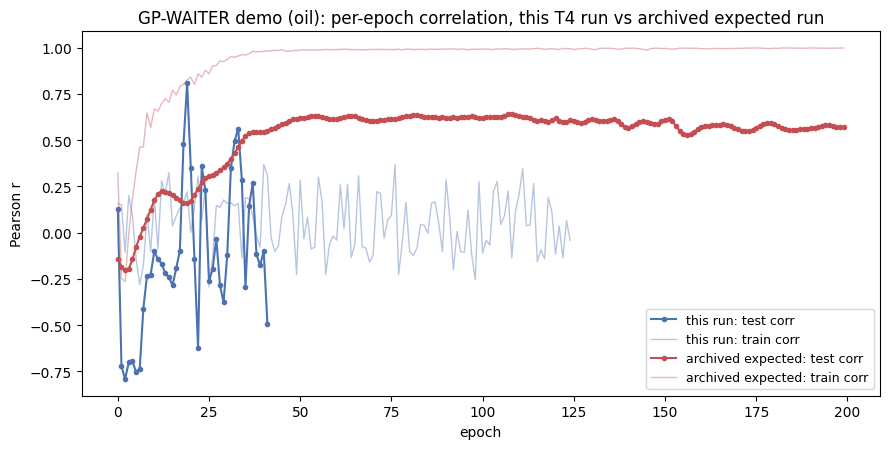 GP-WAITER demo (oil): per-epoch correlation, this T4 run vs archived expected run
Pearson r
1.00
0.75
0.50
0.25
0.00
−0.25
−0.50
−0.75
0
25
50
75
100
125
150
175
200
epoch
this run: test corr
this run: train corr
archived expected: test corr
archived expected: train corr